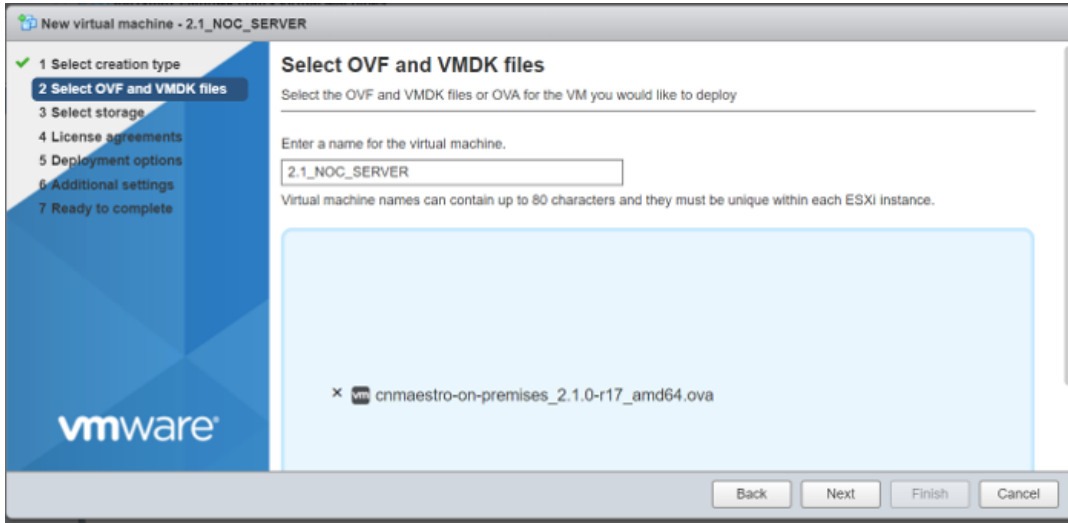 New virtual machine - 2.1_NOC_SERVER
1 Select creation type
2 Select OVF and VMDK files
3 Select storage
4 License agreements
5 Deployment options
6 Additional settings
7 Ready to complete
vmware®
Select OVF and VMDK files
Select the OVF and VMDK files or OVA for the VM you would like to deploy
Enter a name for the virtual machine.
2.1_NOC_SERVER
Virtual machine names can contain up to 80 characters and they must be unique within each ESXi instance.
× vm cnmaestro-on-premises_2.1.0-r17_amd64.ova
Back Next Finish Cancel